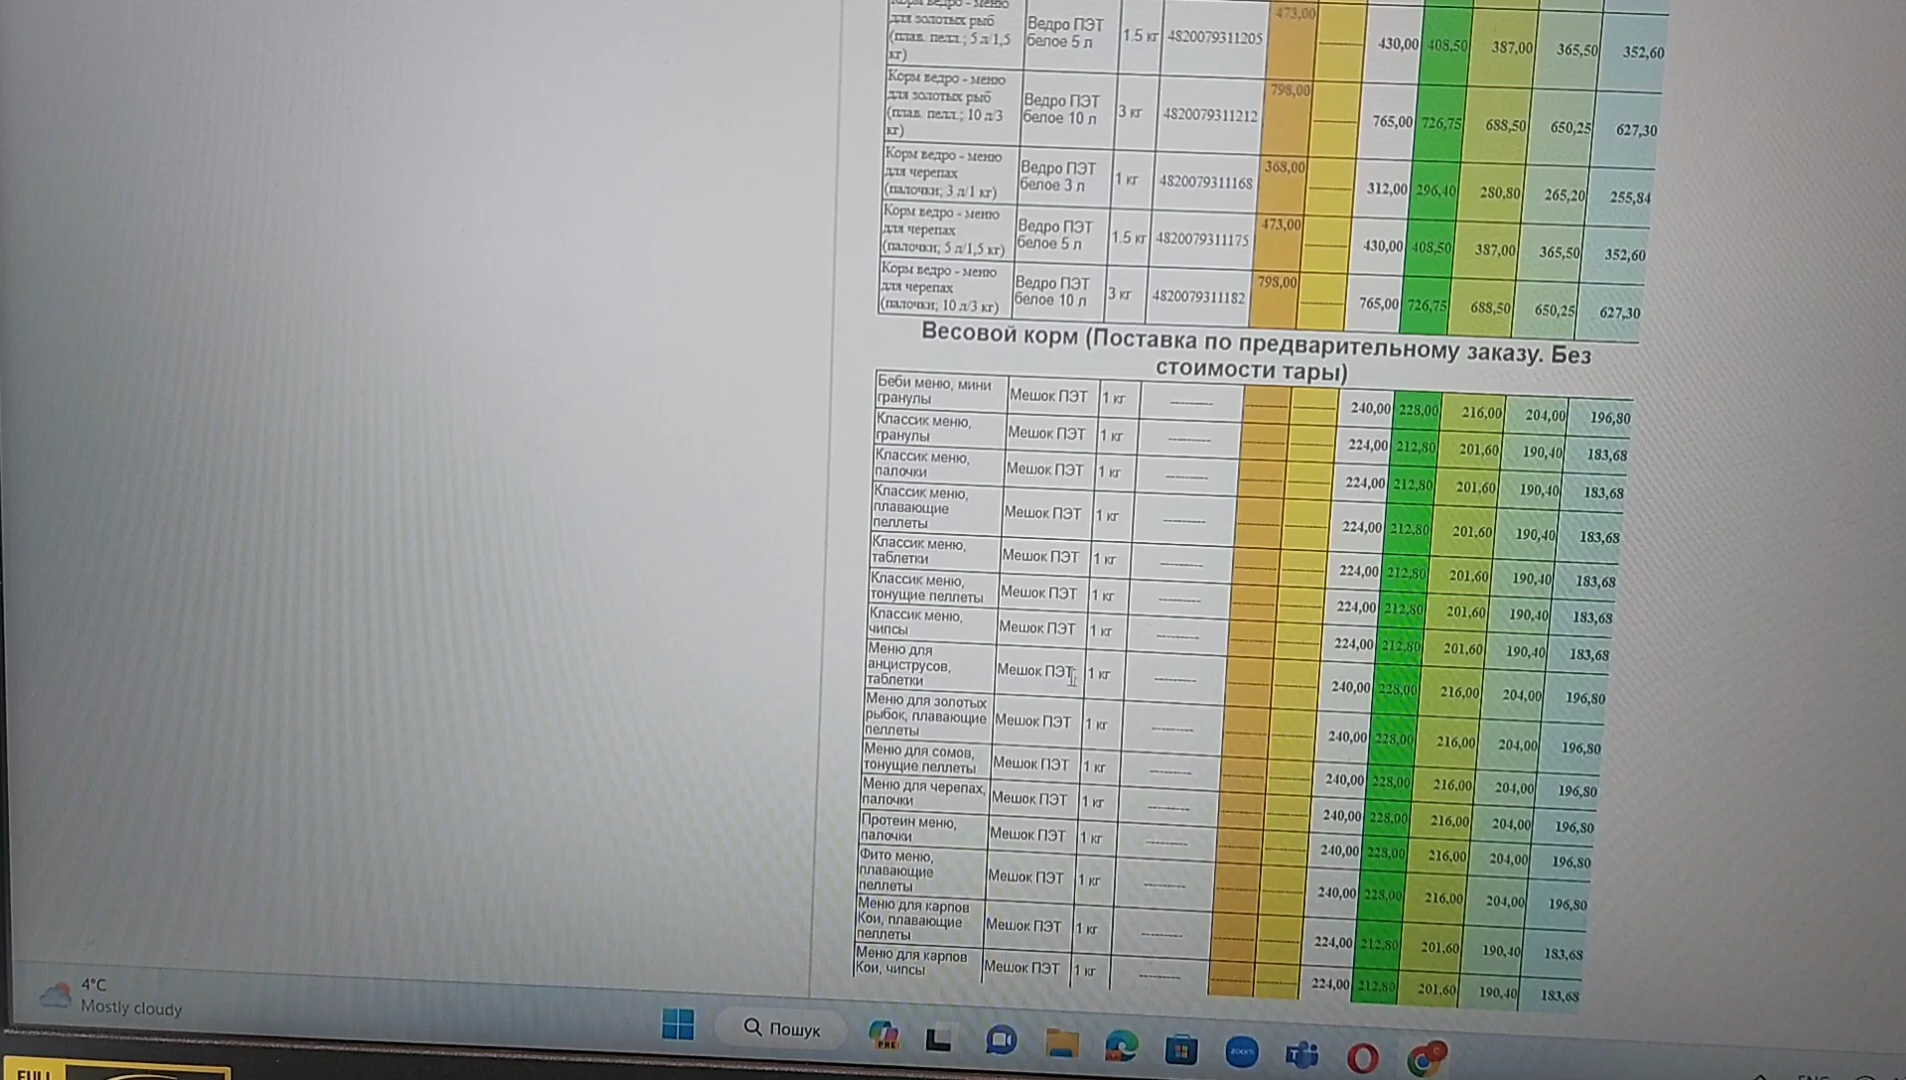 для золотых рыб
(плав. пелл.; 5 л/1,5
кг)
Ведро ПЭТ
белое 5 л
1.5 кг
4820079311205
473,00
430,00
408,50
387,00
365,50
352,60
Корм ведро - меню
для золотых рыб
(плав. пелл.; 10 л/3
кг)
Ведро ПЭТ
белое 10 л
3 кг
4820079311212
798,00
765,00
726,75
688,50
650,25
627,30
Корм ведро - меню
для черепах
(палочки; 3 л/1 кг)
Ведро ПЭТ
белое 3 л
1 кг
4820079311168
368,00
312,00
296,40
280,80
265,20
255,84
Корм ведро - меню
для черепах
(палочки; 5 л/1,5 кг)
Ведро ПЭТ
белое 5 л
1.5 кг
4820079311175
473,00
430,00
408,50
387,00
365,50
352,60
Корм ведро - меню
для черепах
(палочки; 10 л/3 кг)
Ведро ПЭТ
белое 10 л
3 кг
4820079311182
798,00
765,00
726,75
688,50
650,25
627,30
Весовой корм (Поставка по предварительному заказу. Без
стоимости тары)
Беби меню, мини
гранулы
Мешок ПЭТ
1 кг
240,00
228,00
216,00
204,00
196,80
Классик меню,
гранулы
Мешок ПЭТ
1 кг
224,00
212,80
201,60
190,40
183,68
Классик меню,
палочки
Мешок ПЭТ
1 кг
224,00
212,80
201,60
190,40
183,68
Классик меню,
плавающие
пеллеты
Мешок ПЭТ
1 кг
224,00
212,80
201,60
190,40
183,68
Классик меню,
таблетки
Мешок ПЭТ
1 кг
224,00
212,80
201,60
190,40
183,68
Классик меню,
тонущие пеллеты
Мешок ПЭТ
1 кг
224,00
212,80
201,60
190,40
183,68
Классик меню,
чипсы
Мешок ПЭТ
1 кг
224,00
212,80
201,60
190,40
183,68
Меню для
анциструсов,
таблетки
Мешок ПЭТ
1 кг
240,00
228,00
216,00
204,00
196,80
Меню для золотых
рыбок, плавающие
пеллеты
Мешок ПЭТ
1 кг
240,00
228,00
216,00
204,00
196,80
Меню для сомов,
тонущие пеллеты
Мешок ПЭТ
1 кг
240,00
228,00
216,00
204,00
196,80
Меню для черепах,
палочки
Мешок ПЭТ
1 кг
240,00
228,00
216,00
204,00
196,80
Протеин меню,
палочки
Мешок ПЭТ
1 кг
240,00
228,00
216,00
204,00
196,80
Фито меню,
плавающие
пеллеты
Мешок ПЭТ
1 кг
240,00
228,00
216,00
204,00
196,80
Меню для карпов
Кои, плавающие
пеллеты
Мешок ПЭТ
1 кг
224,00
212,80
201,60
190,40
183,68
Меню для карпов
Кои, чипсы
Мешок ПЭТ
1 кг
224,00
212,80
201,60
190,40
183,68
4°C
Mostly cloudy
Пошук
PRE
zoom
FULL